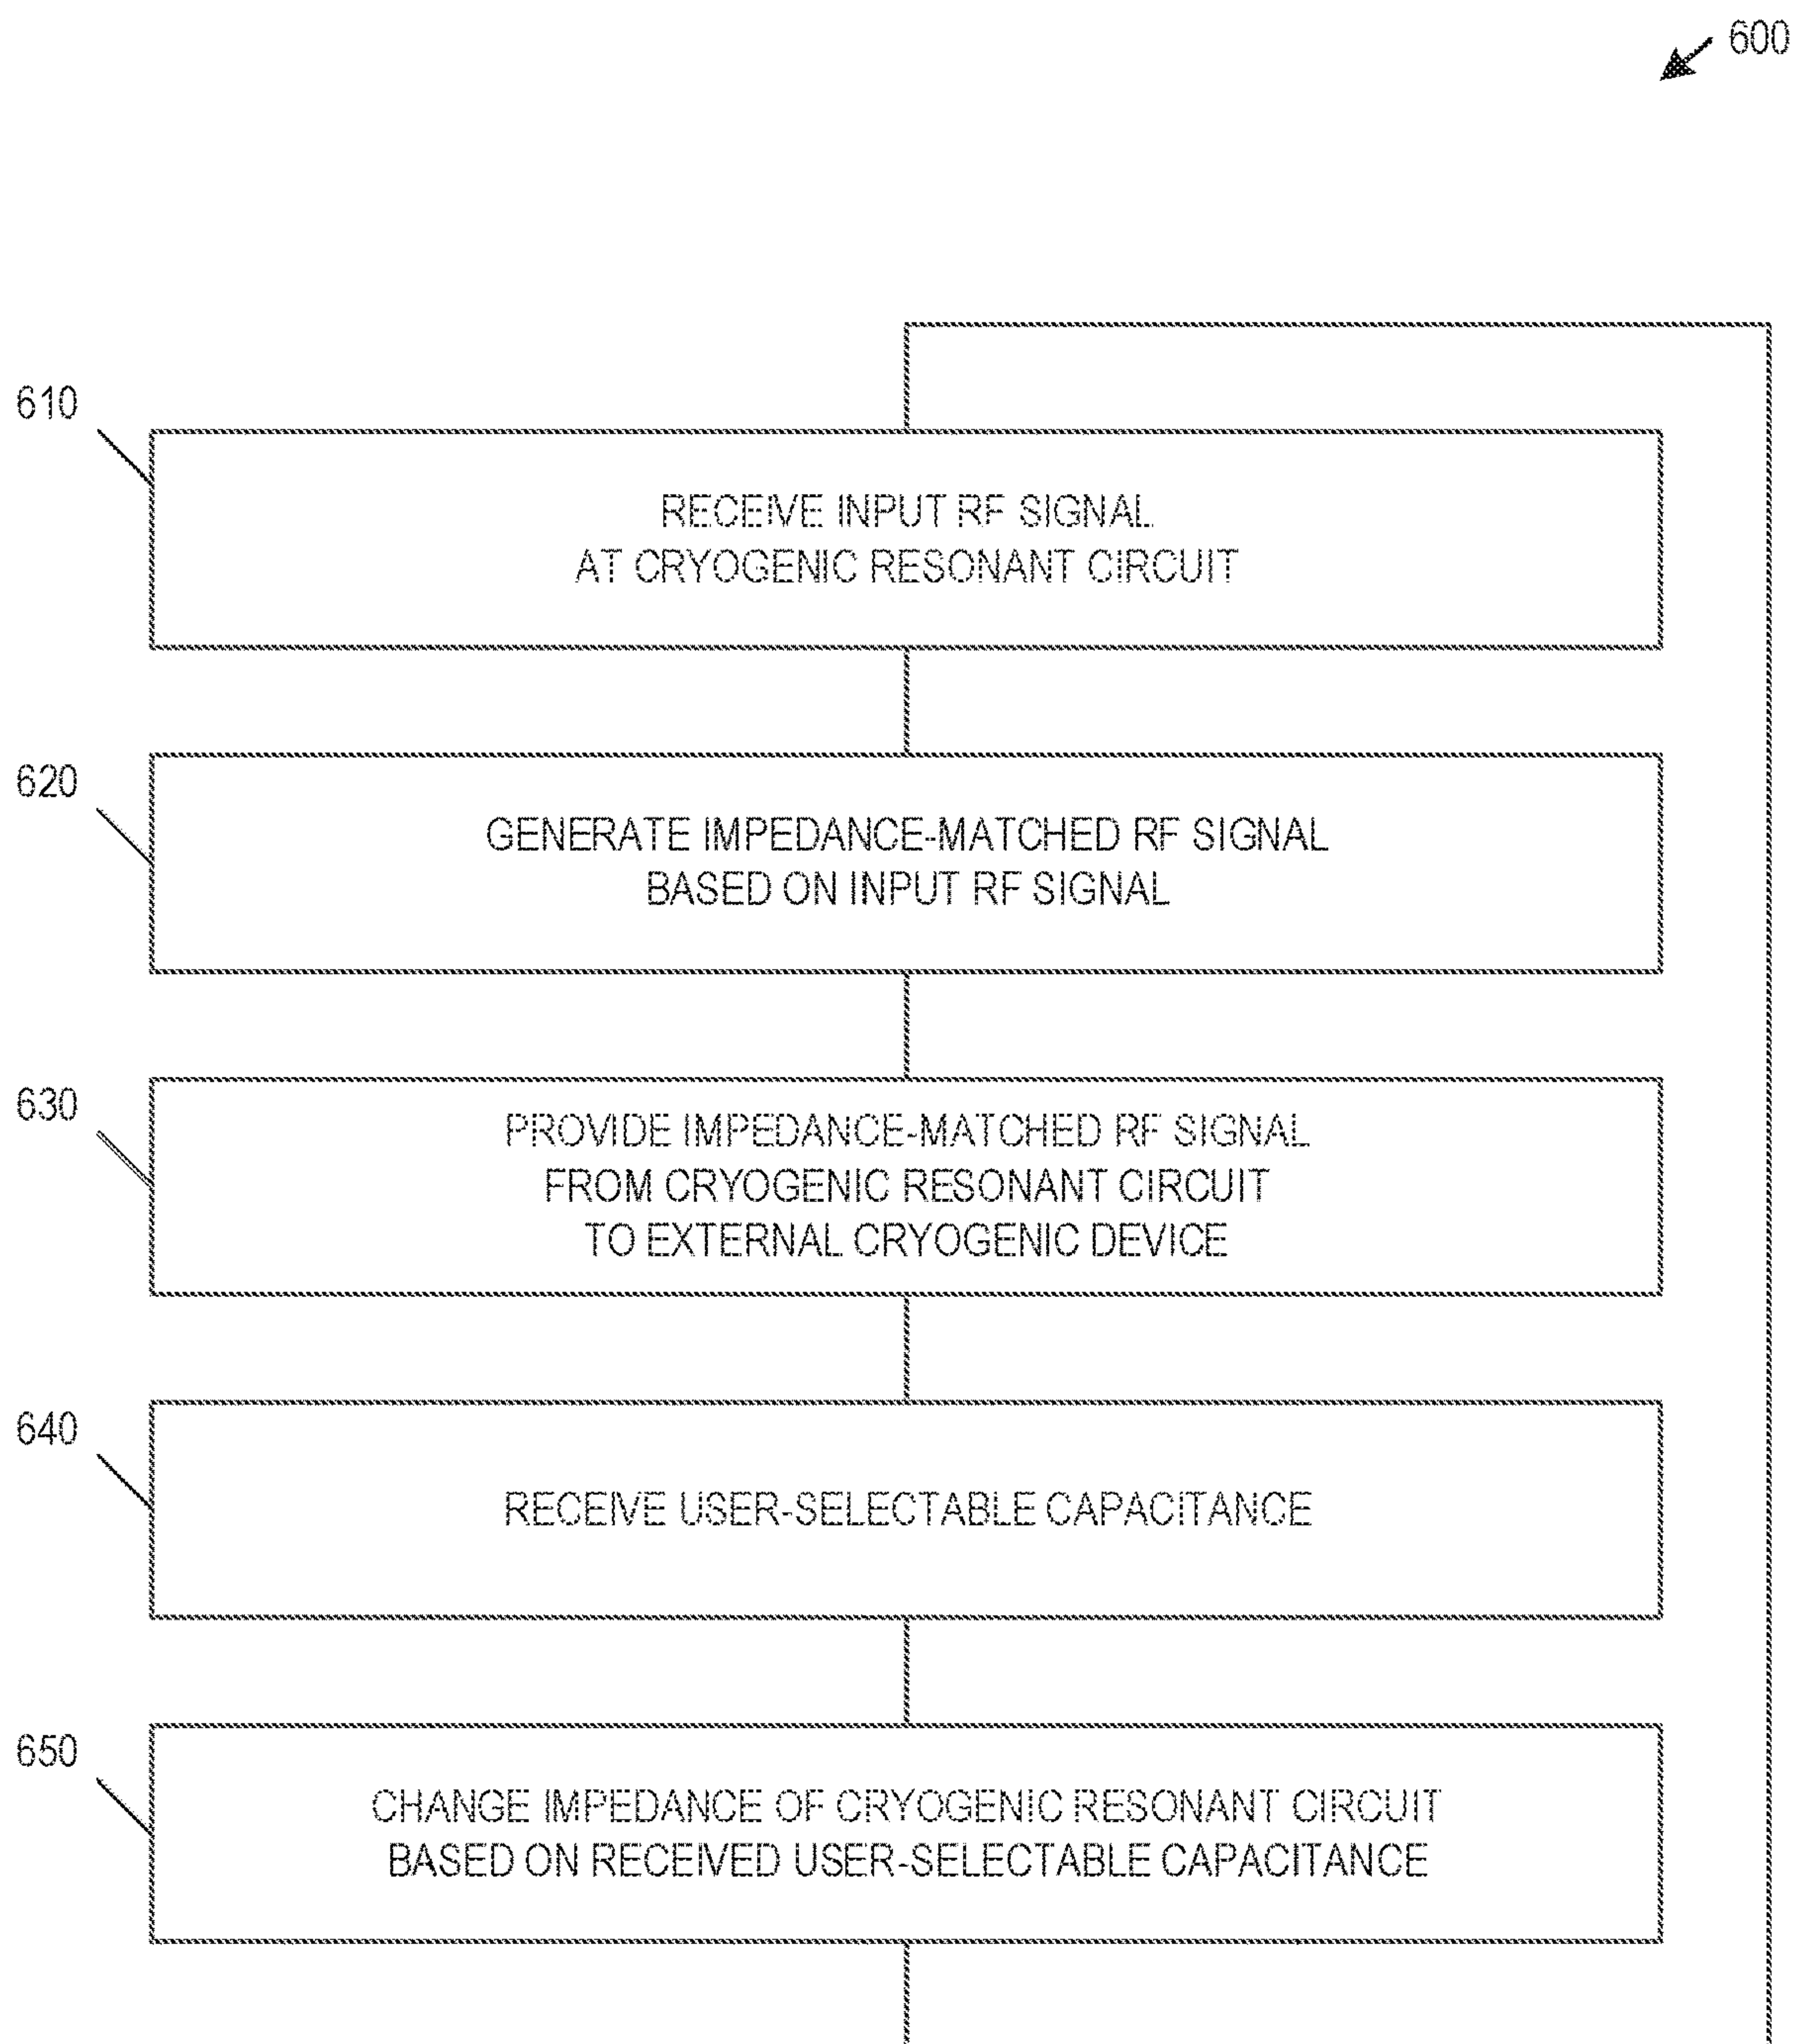 600
610
RECEIVE INPUT RF SIGNAL
AT CRYOGENIC RESONANT CIRCUIT
620
GENERATE IMPEDANCE-MATCHED RF SIGNAL
BASED ON INPUT RF SIGNAL
630
PROVIDE IMPEDANCE-MATCHED RF SIGNAL
FROM CRYOGENIC RESONANT CIRCUIT
TO EXTERNAL CRYOGENIC DEVICE
640
RECEIVE USER-SELECTABLE CAPACITANCE
650
CHANGE IMPEDANCE OF CRYOGENIC RESONANT CIRCUIT
BASED ON RECEIVED USER-SELECTABLE CAPACITANCE